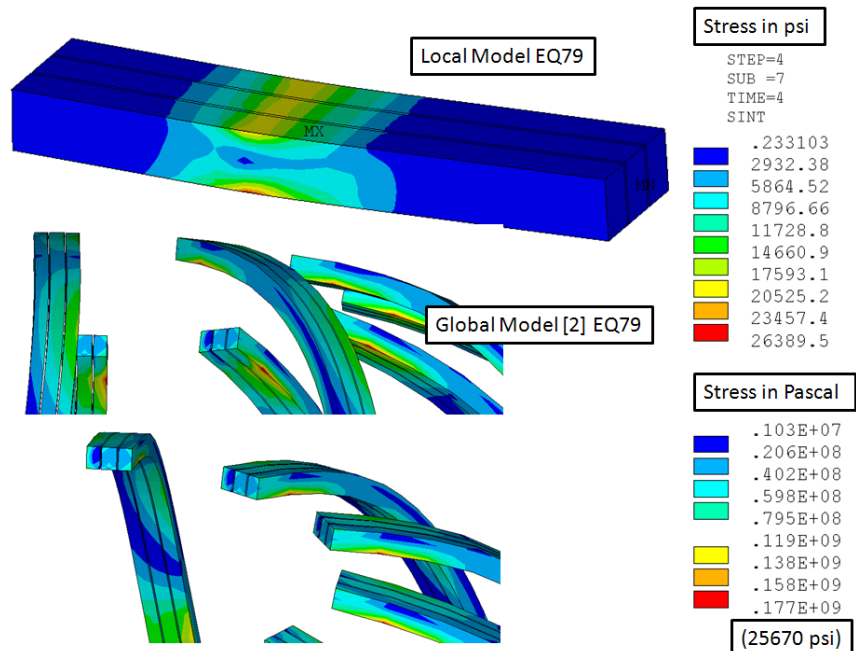 Local Model EQ79
MX
MN
Global Model [2] EQ79
Stress in psi
STEP=4
SUB =7
TIME=4
SINT
.233103
2932.38
5864.52
8796.66
11728.8
14660.9
17593.1
20525.2
23457.4
26389.5
Stress in Pascal
.103E+07
.206E+08
.402E+08
.598E+08
.795E+08
.119E+09
.138E+09
.158E+09
.177E+09
(25670 psi)